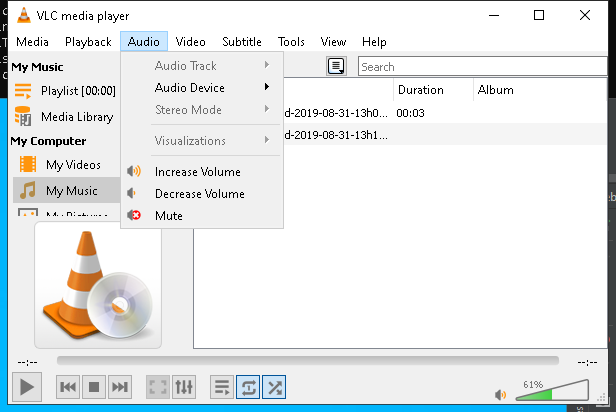 VLC media player
Media Playback Audio Video Subtitle Tools View Help
My Music
Playlist [00:00]
Media Library
My Computer
My Videos
My Music
My Pictures
Audio Track
Audio Device
Stereo Mode
Visualizations
Increase Volume
Decrease Volume
Mute
Search
Duration Album
d-2019-08-31-13h0... 00:03
d-2019-08-31-13h1...
--:-- --:--
61%